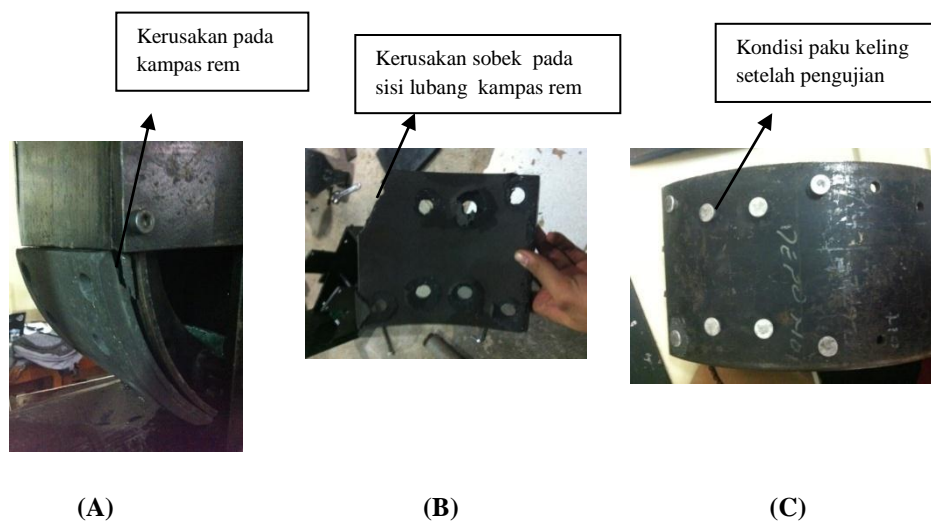 Kerusakan pada
kampas rem
Kerusakan sobek pada
sisi lubang kampas rem
Kondisi paku keling
setelah pengujian
(A)
(B)
(C)